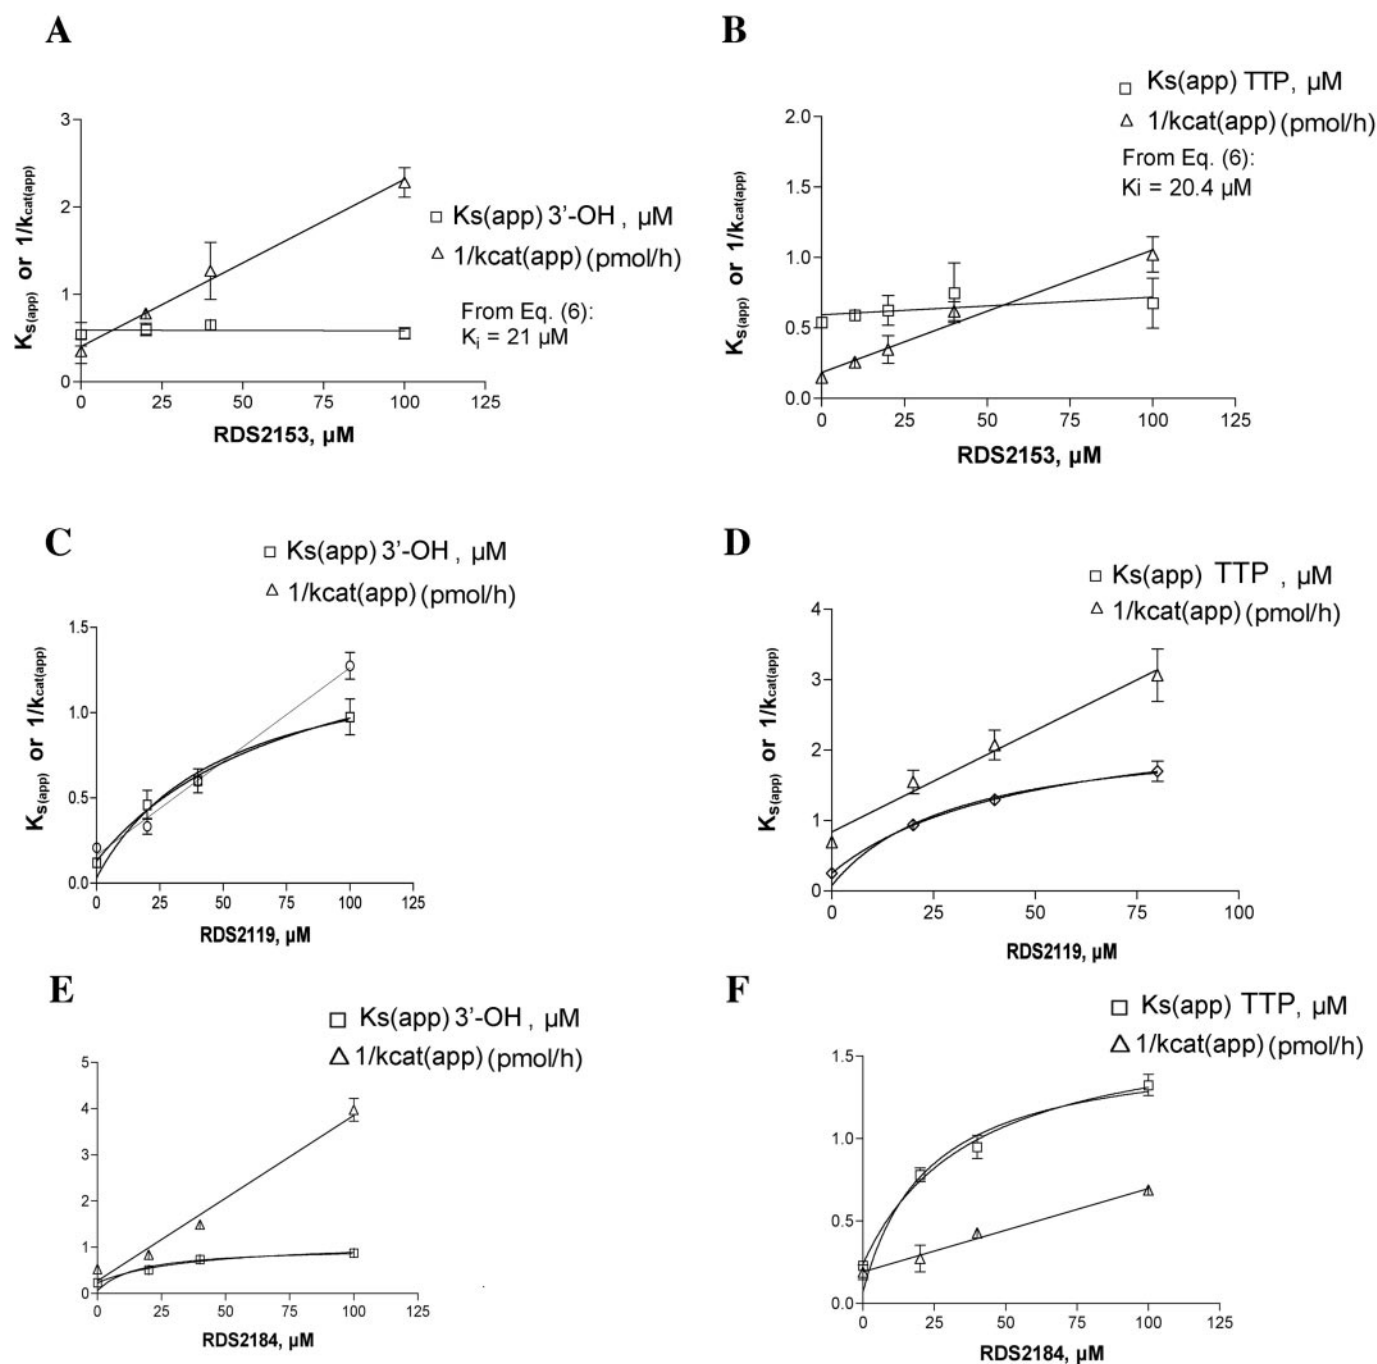 A
3
2
1
0
0 25 50 75 100 125
Ks(app) or 1/kcat(app)
RDS2153, µM
Ks(app) 3'-OH , µM
1/kcat(app) (pmol/h)
From Eq. (6):
Ki = 21 µM
B
Ks(app) TTP, µM
1/kcat(app) (pmol/h)
From Eq. (6):
Ki = 20.4 µM
2.0
1.5
1.0
0.5
0.0
0 25 50 75 100 125
Ks(app) or 1/kcat(app)
RDS2153, µM
C
Ks(app) 3'-OH , µM
1/kcat(app) (pmol/h)
1.5
1.0
0.5
0.0
0 25 50 75 100 125
Ks(app) or 1/kcat(app)
RDS2119, µM
D
Ks(app) TTP , µM
1/kcat(app) (pmol/h)
4
3
2
1
0
0 25 50 75 100
Ks(app) or 1/kcat(app)
RDS2119, µM
E
Ks(app) 3'-OH , µM
1/kcat(app) (pmol/h)
5
4
3
2
1
0
0 25 50 75 100 125
RDS2184, µM
F
Ks(app) TTP, µM
1/kcat(app) (pmol/h)
1.5
1.0
0.5
0.0
0 25 50 75 100 125
RDS2184, µM